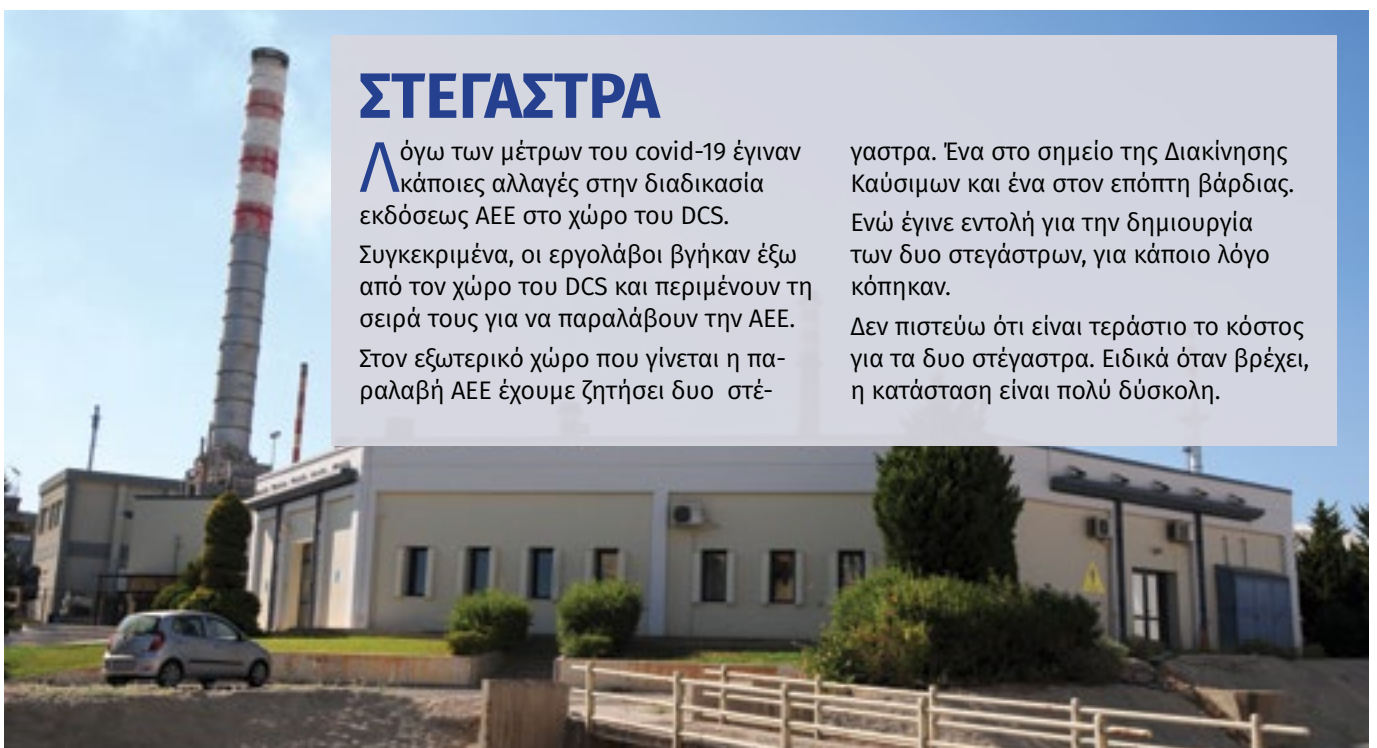 ΣΤΕΓΑΣΤΡΑ
Λόγω των μέτρων του covid-19 έγιναν
κάποιες αλλαγές στην διαδικασία
εκδόσεως ΑΕΕ στο χώρο του DCS.
Συγκεκριμένα, οι εργολάβοι βγήκαν έξω
από τον χώρο του DCS και περιμένουν τη
σειρά τους για να παραλάβουν την ΑΕΕ.
Στον εξωτερικό χώρο που γίνεται η πα-
ραλαβή ΑΕΕ έχουμε ζητήσει δυο στέ-
γαστρα. Ένα στο σημείο της Διακίνησης
Καύσιμων και ένα στον επόπτη βάρδιας.
Ενώ έγινε εντολή για την δημιουργία
των δυο στεγάστρων, για κάποιο λόγο
κόπηκαν.
Δεν πιστεύω ότι είναι τεράστιο το κόστος
για τα δυο στέγαστρα. Ειδικά όταν βρέχει,
η κατάσταση είναι πολύ δύσκολη.